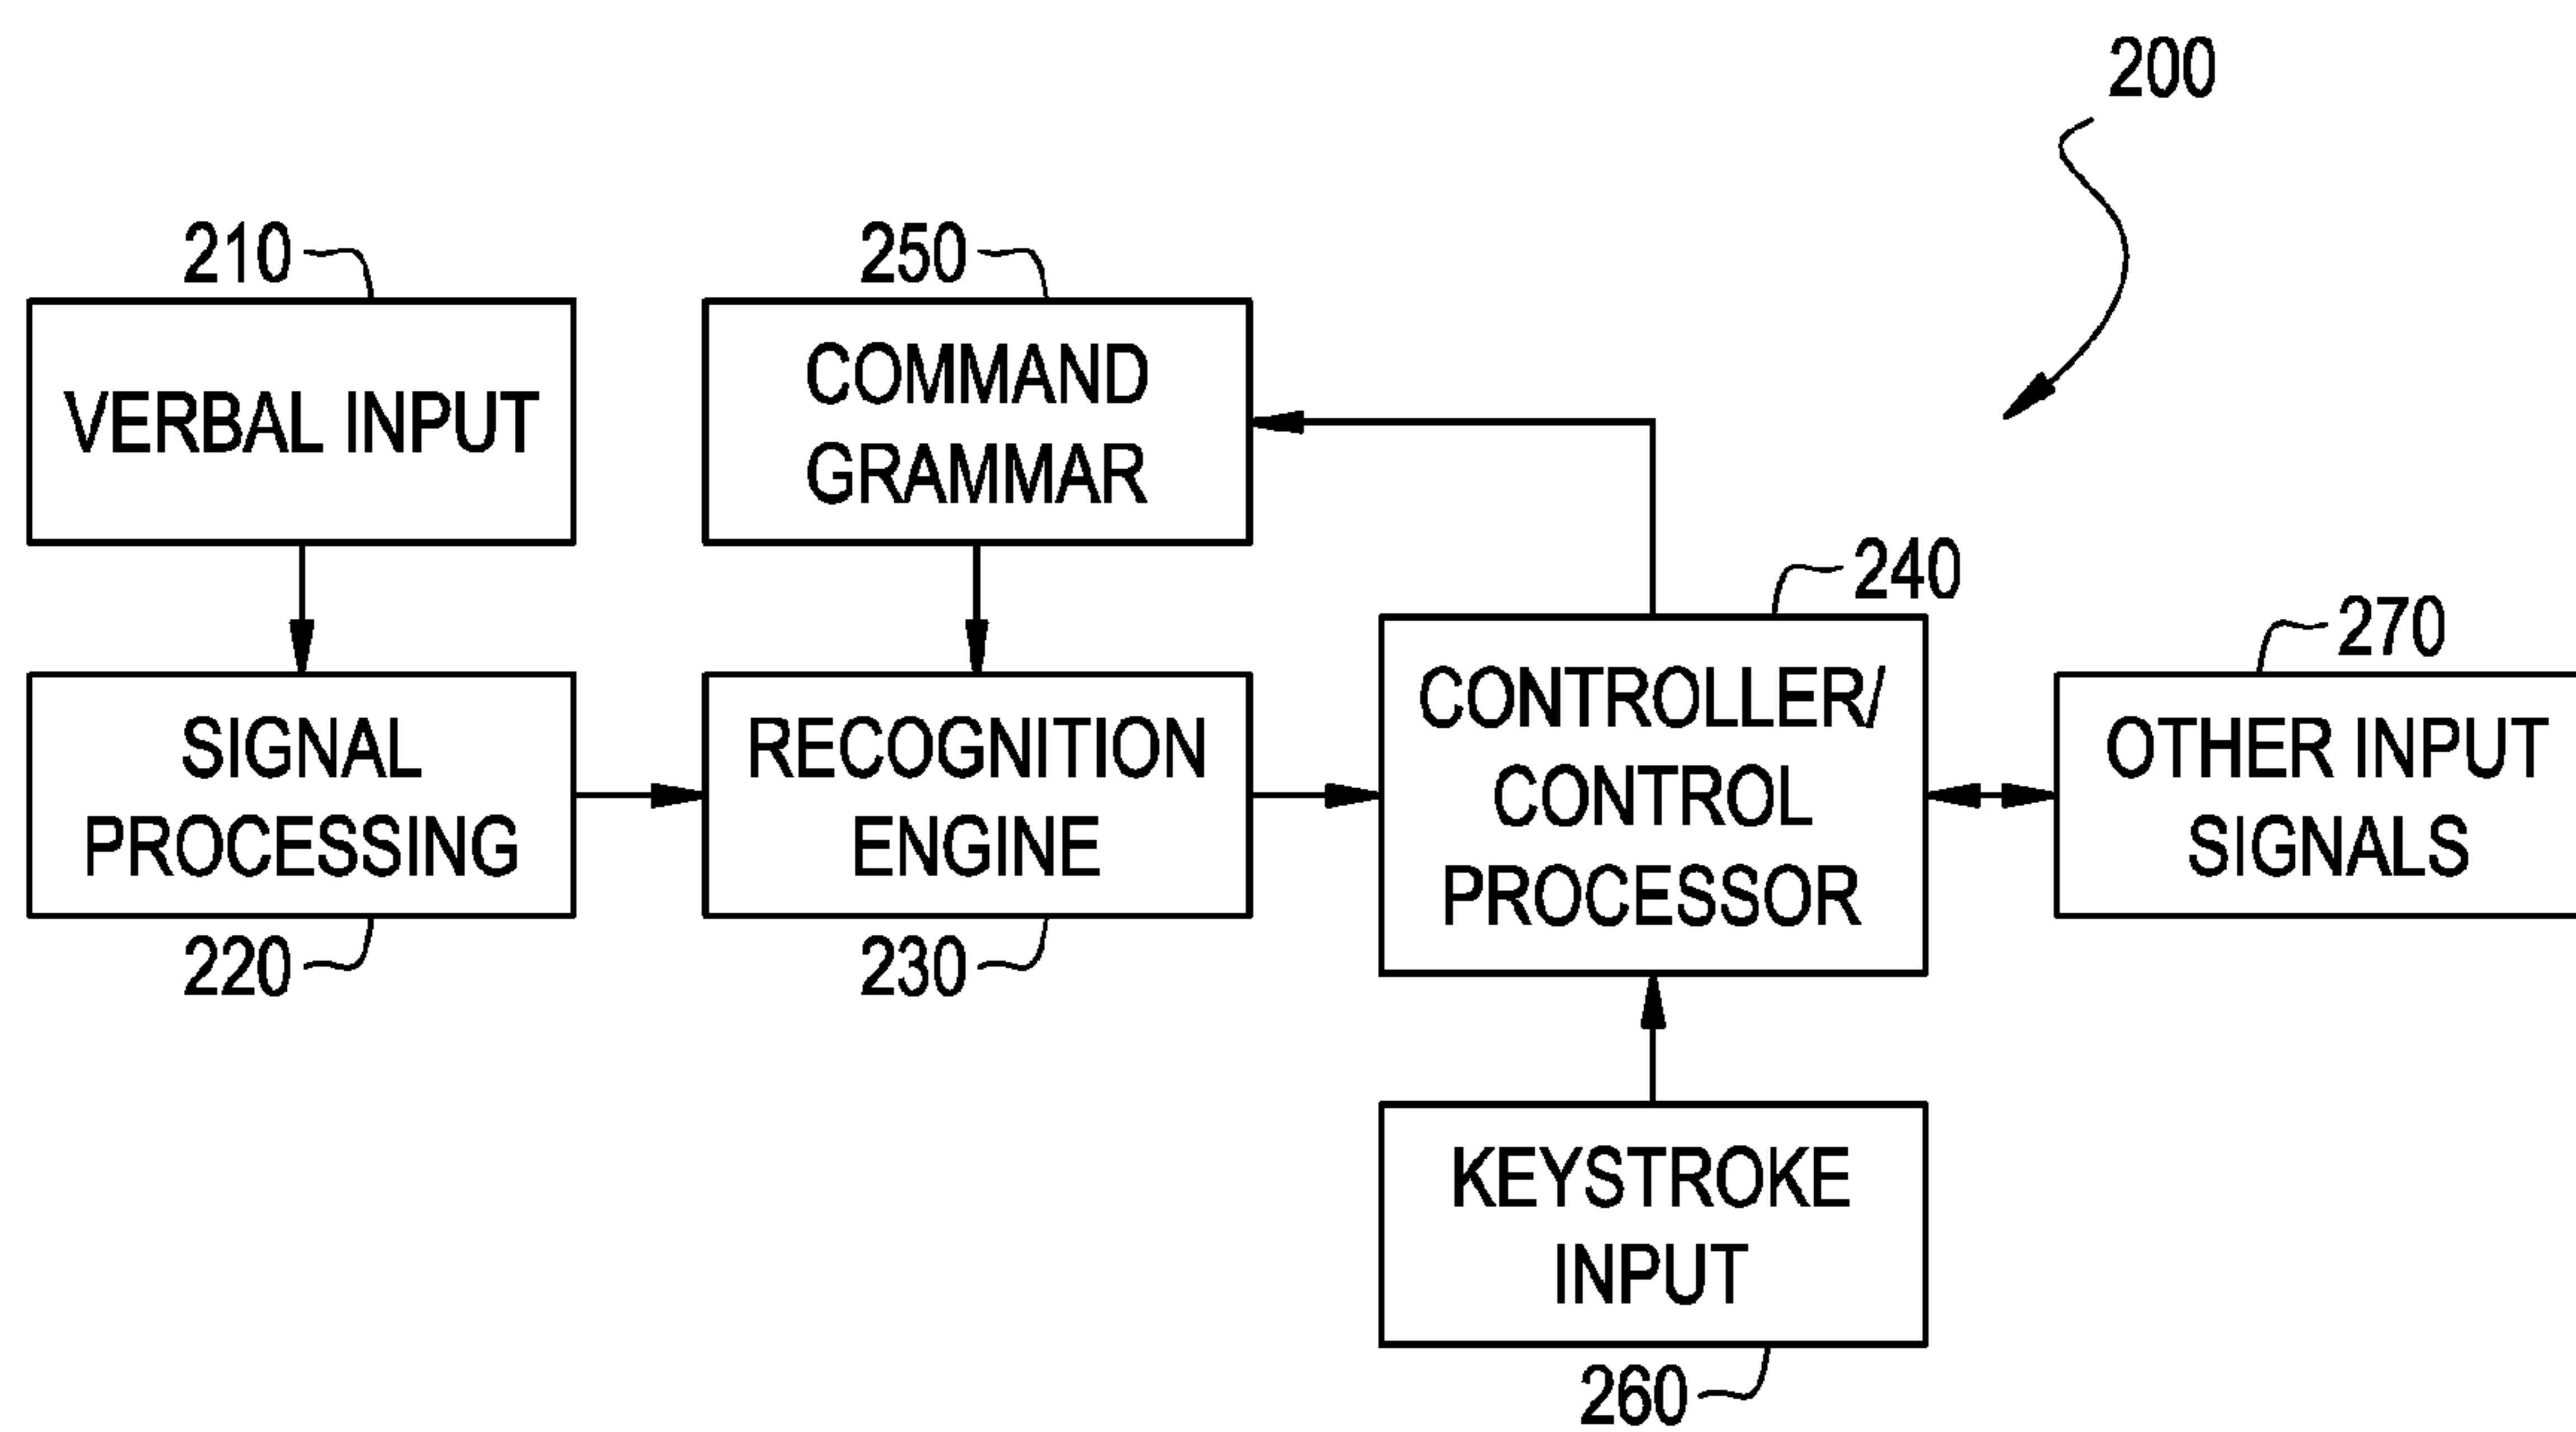 200
210
VERBAL INPUT
250
COMMAND
GRAMMAR
240
CONTROLLER/
CONTROL
PROCESSOR
270
OTHER INPUT
SIGNALS
SIGNAL
PROCESSING
220
RECOGNITION
ENGINE
230
KEYSTROKE
INPUT
260